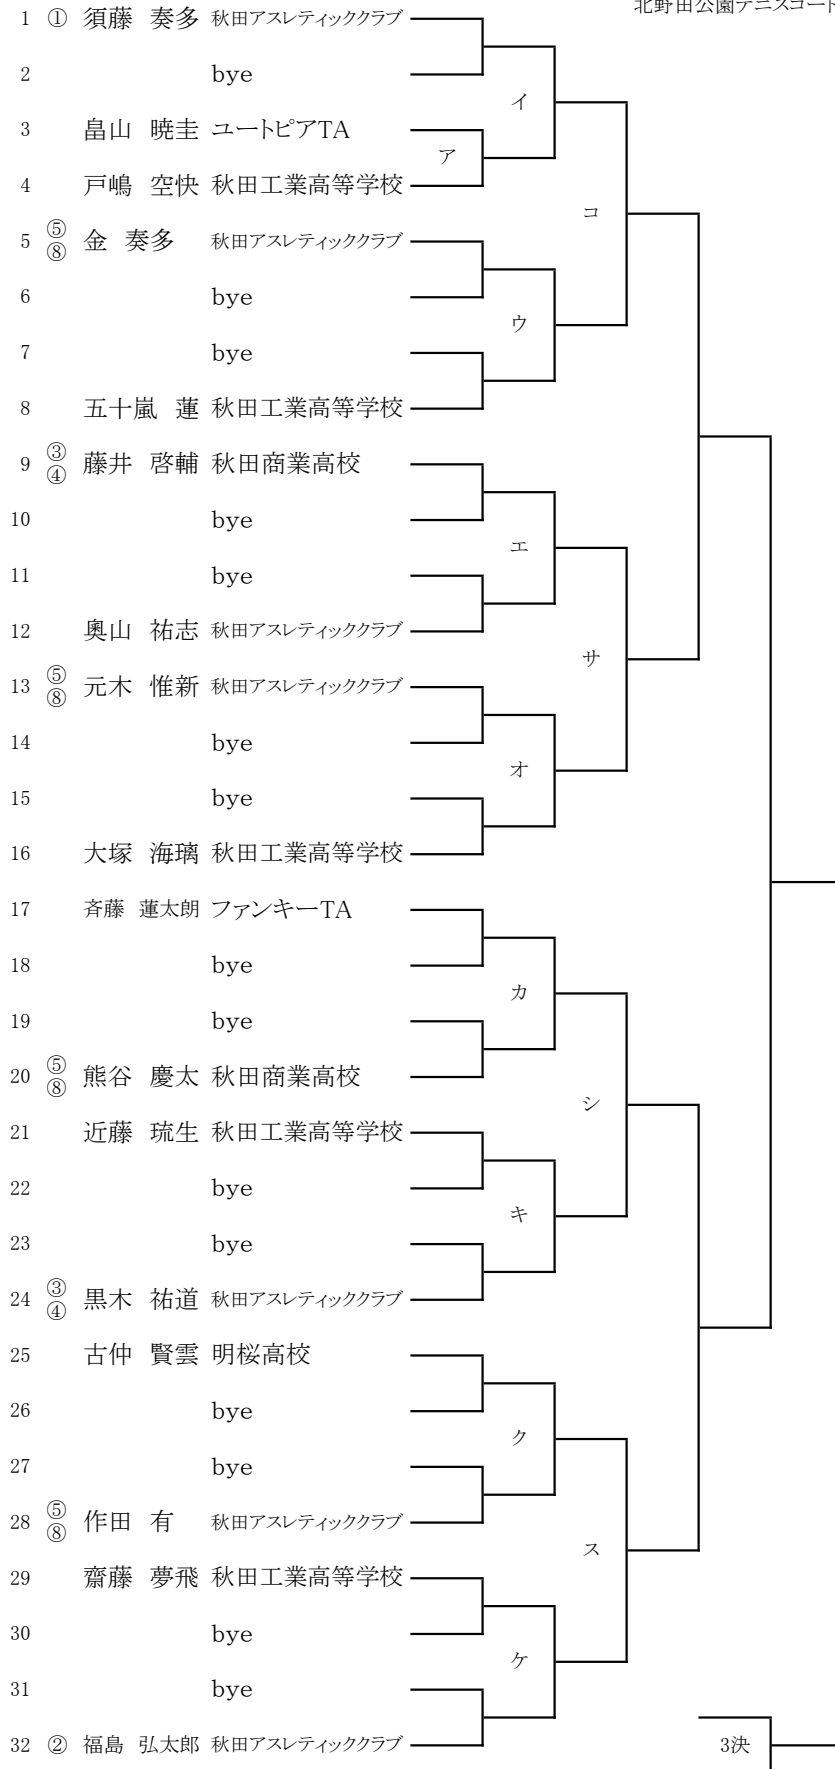 北野田公園テニスコート
1 ① 須藤 奏多 秋田アスレティッククラブ
2 bye
イ
3 畠山 暁圭 ユートピアTA
ア
4 戸嶋 空快 秋田工業高等学校
コ
5 ⑤⑧ 金 奏多 秋田アスレティッククラブ
6 bye
ウ
7 bye
8 五十嵐 蓮 秋田工業高等学校
9 ③④ 藤井 啓輔 秋田商業高校
10 bye
エ
11 bye
12 奥山 祐志 秋田アスレティッククラブ
サ
13 ⑤⑧ 元木 惟新 秋田アスレティッククラブ
14 bye
オ
15 bye
16 大塚 海璃 秋田工業高等学校
17 斉藤 蓮太朗 ファンキーTA
18 bye
カ
19 bye
20 ⑤⑧ 熊谷 慶太 秋田商業高校
シ
21 近藤 琉生 秋田工業高等学校
22 bye
キ
23 bye
24 ③④ 黒木 祐道 秋田アスレティッククラブ
25 古仲 賢雲 明桜高校
26 bye
ク
27 bye
28 ⑤⑧ 作田 有 秋田アスレティッククラブ
ス
29 齋藤 夢飛 秋田工業高等学校
30 bye
ケ
31 bye
32 ② 福島 弘太郎 秋田アスレティッククラブ
3決